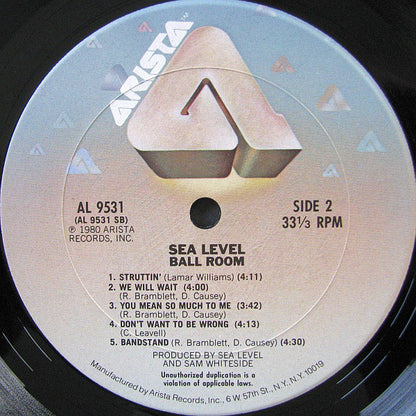 ARISTA™
AL 9531
(AL 9531 SB)
℗ 1980 ARISTA
RECORDS, INC.
SIDE 2
33 1/3 RPM
SEA LEVEL
BALL ROOM
1. STRUTTIN' (Lamar Williams) (4:11)
2. WE WILL WAIT (4:00)
(R. Bramblett, D. Causey)
3. YOU MEAN SO MUCH TO ME (3:42)
(R. Bramblett, D. Causey)
4. DON'T WANT TO BE WRONG (4:13)
(C. Leavell)
5. BANDSTAND (R. Bramblett, D. Causey) (4:30)
PRODUCED BY SEA LEVEL
AND SAM WHITESIDE
Unauthorized duplication is a
violation of applicable laws.
Manufactured by Arista Records, Inc., 6 W. 57th St., N.Y., N.Y. 10019